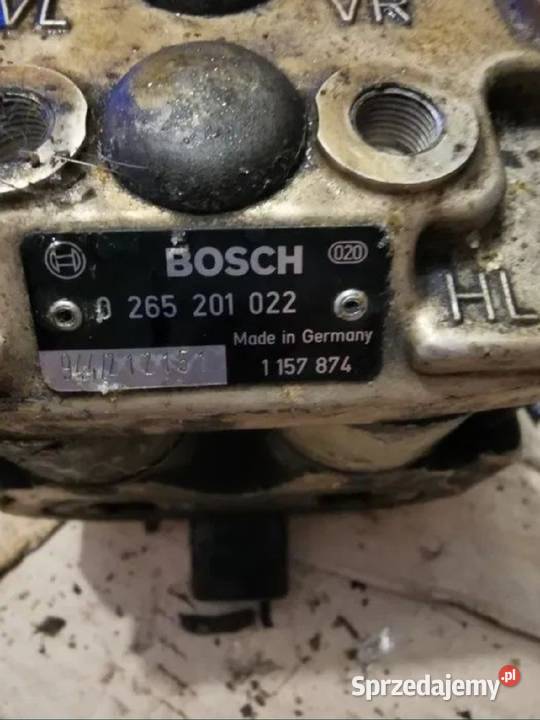 VL VR
BOSCH 020
0 265 201 022
HL
Made in Germany
1 157 874
Sprzedajemy.pl